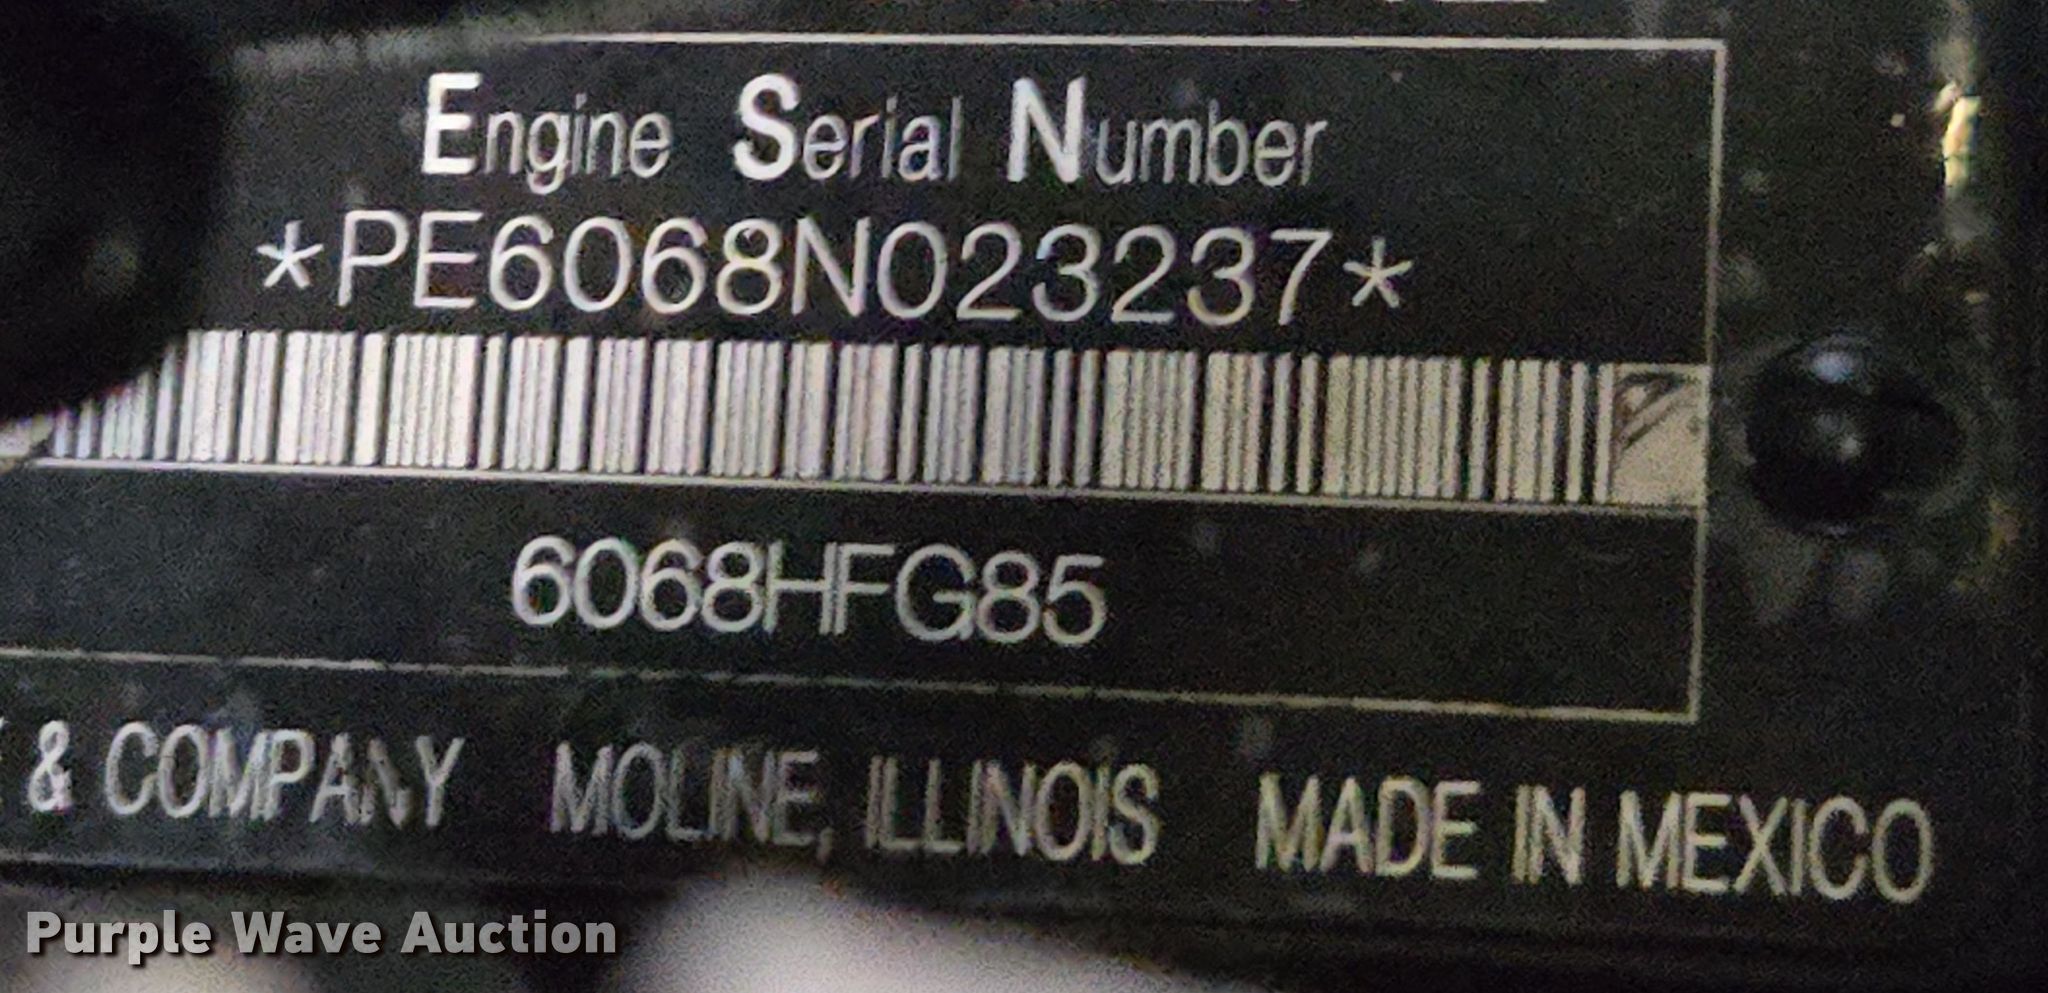 Engine Serial Number
*PE6068N023237*
6068HFG85
& COMPANY MOLINE, ILLINOIS MADE IN MEXICO
Purple Wave Auction